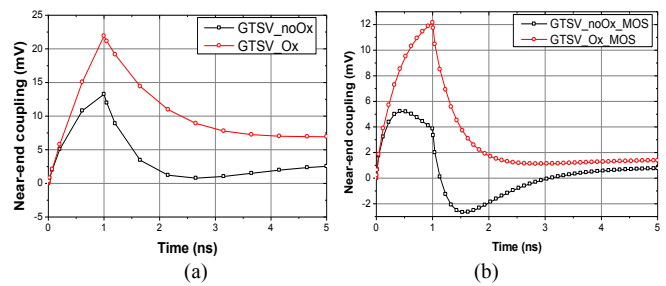 GTSV_noOx
GTSV_Ox
Near-end coupling (mV)
25
20
15
10
5
0
-5
0 1 2 3 4 5
Time (ns)
(a)
GTSV_noOx_MOS
GTSV_Ox_MOS
Near-end coupling (mV)
12
10
8
6
4
2
0
-2
0 1 2 3 4 5
Time (ns)
(b)